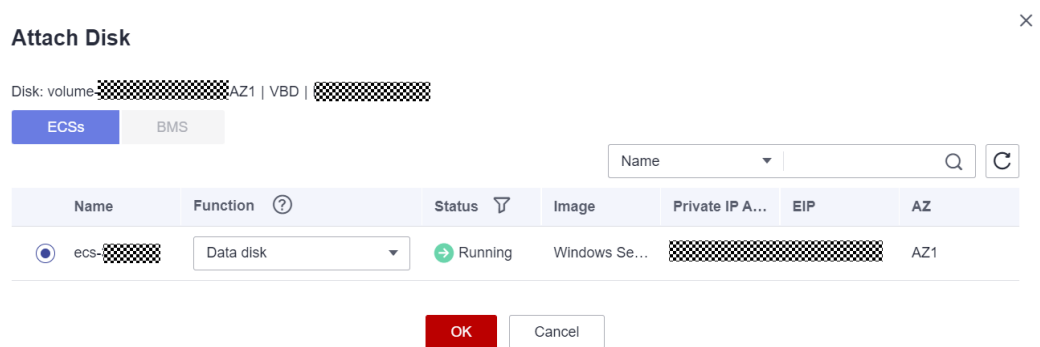 Attach Disk
Disk: volume- AZ1 | VBD |
ECSs BMS
Name
Name Function ? Status Image Private IP A... EIP AZ
ecs- Data disk Running Windows Se... AZ1
OK Cancel